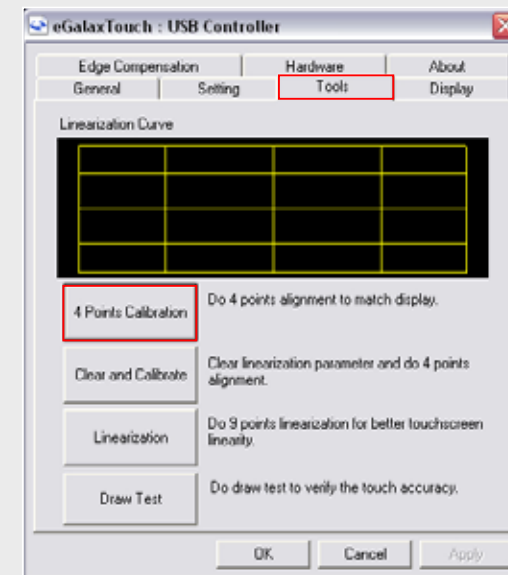 eGalaxTouch : USB Controller
Edge Compensation Hardware About
General Setting Tools Display
Linearization Curve
4 Points Calibration
Do 4 points alignment to match display.
Clear and Calibrate
Clear linearization parameter and do 4 points
alignment.
Linearization
Do 9 points linearization for better touchscreen
linearity.
Draw Test
Do draw test to verify the touch accuracy.
OK Cancel Apply